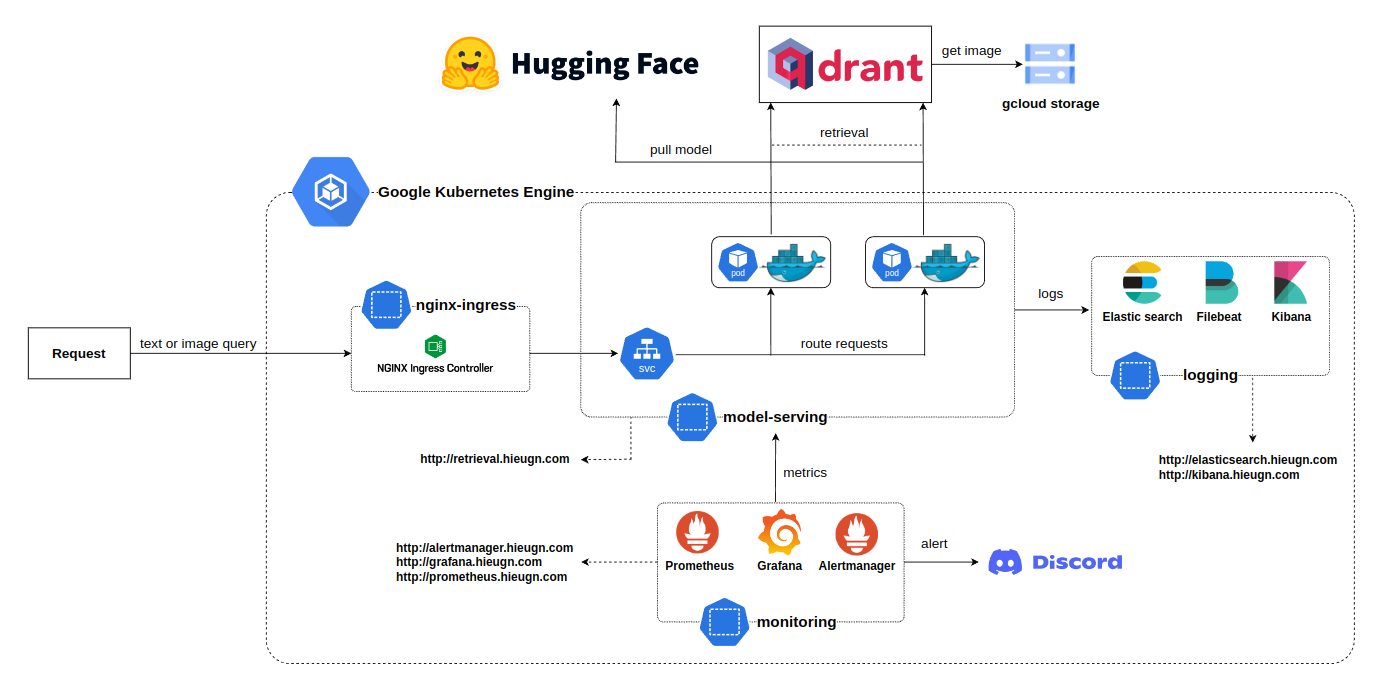 Hugging Face
qdrant
get image
gcloud storage
retrieval
pull model
Google Kubernetes Engine
pod
pod
nginx-ingress
NGINX Ingress Controller
Request
text or image query
svc
route requests
model-serving
logs
Elastic search
Filebeat
Kibana
logging
http://retrieval.hieugn.com
metrics
http://elasticsearch.hieugn.com
http://kibana.hieugn.com
http://alertmanager.hieugn.com
http://grafana.hieugn.com
http://prometheus.hieugn.com
Prometheus
Grafana
Alertmanager
alert
Discord
monitoring